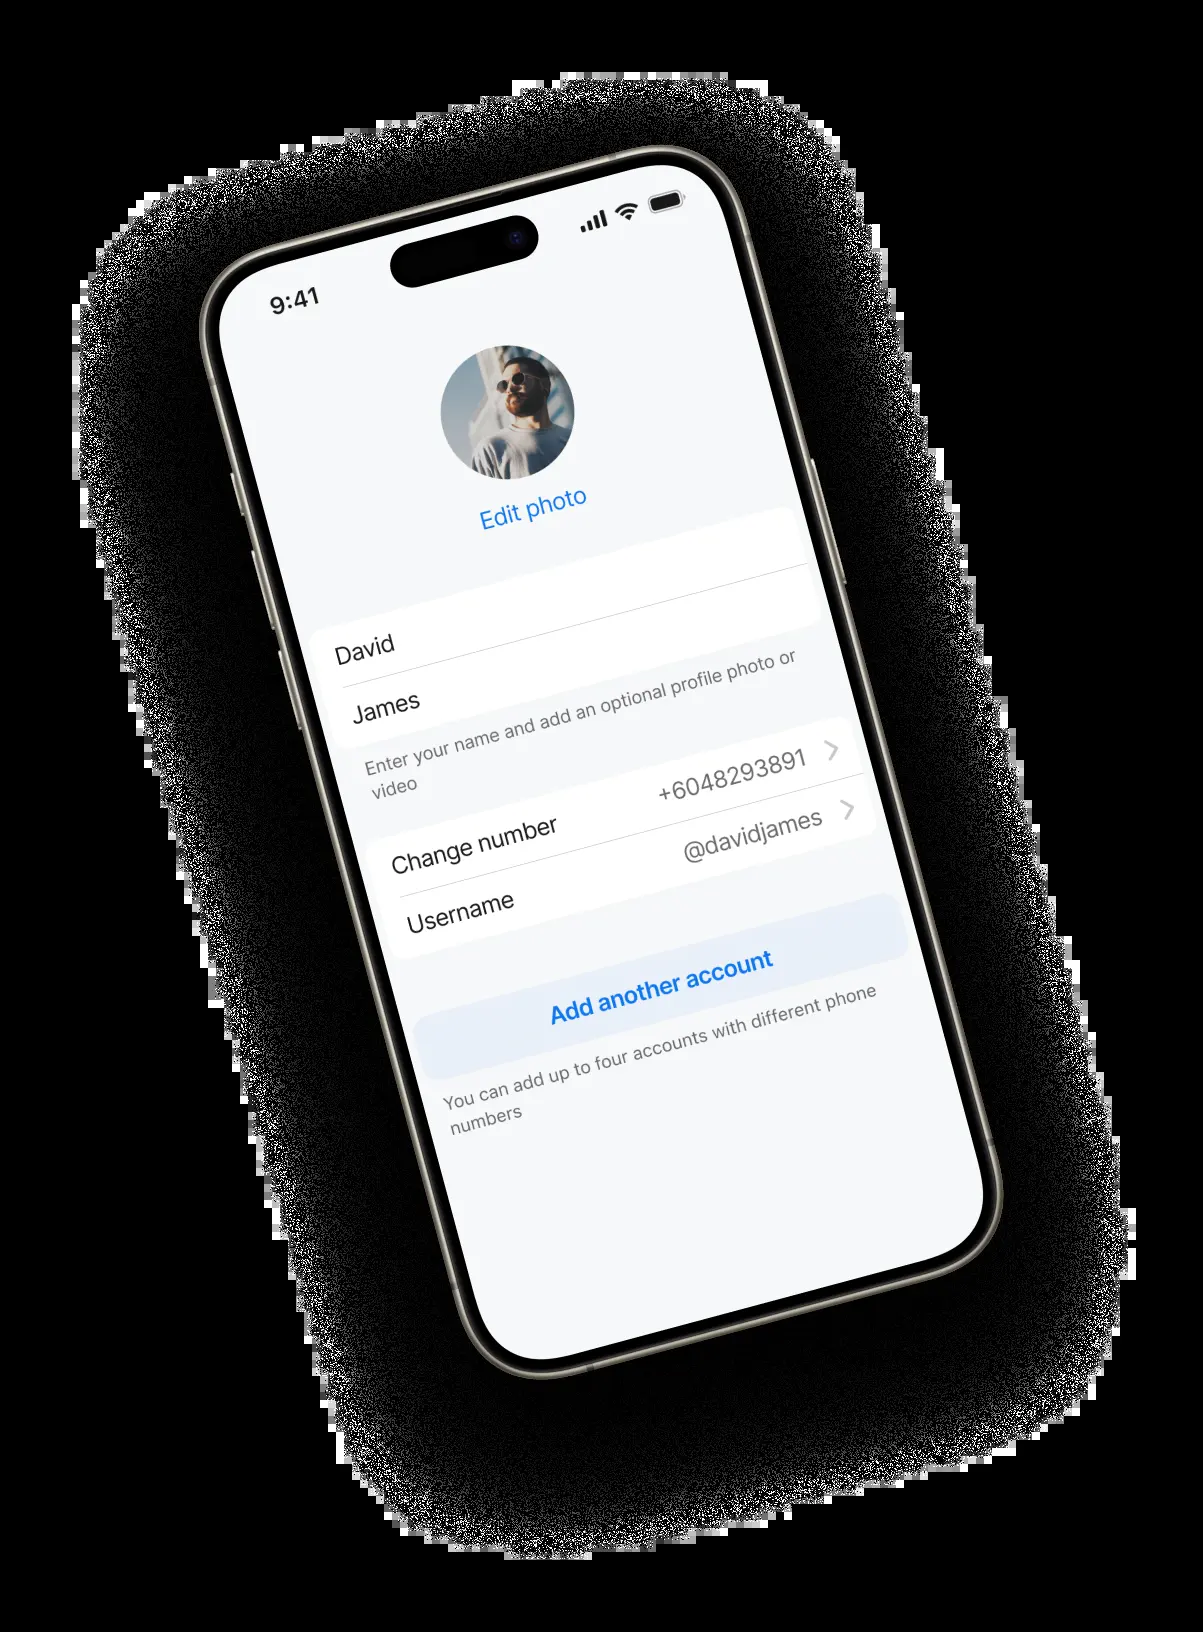 9:41
Edit photo
David
James
Enter your name and add an optional profile photo or
video
Change number +6048293891
Username @davidjames
Add another account
You can add up to four accounts with different phone
numbers